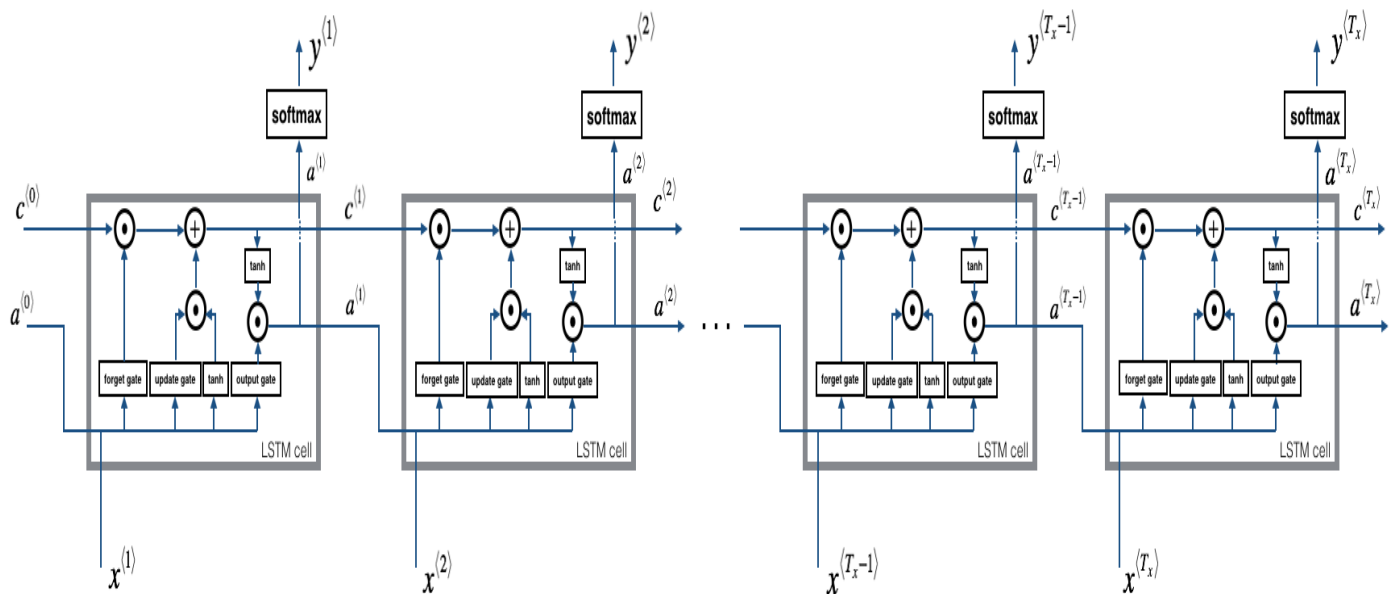 y⟨1⟩ y⟨2⟩ y⟨Tx−1⟩ y⟨Tx⟩
softmax softmax softmax softmax
a⟨1⟩ a⟨2⟩ a⟨Tx−1⟩ a⟨Tx⟩
c⟨0⟩ c⟨1⟩ c⟨2⟩ c⟨Tx−1⟩ c⟨Tx⟩
tanh tanh tanh tanh
a⟨0⟩ a⟨1⟩ a⟨2⟩ ... a⟨Tx−1⟩ a⟨Tx⟩
forget gate update gate tanh output gate forget gate update gate tanh output gate forget gate update gate tanh output gate forget gate update gate tanh output gate
LSTM cell LSTM cell LSTM cell LSTM cell
x⟨1⟩ x⟨2⟩ x⟨Tx−1⟩ x⟨Tx⟩